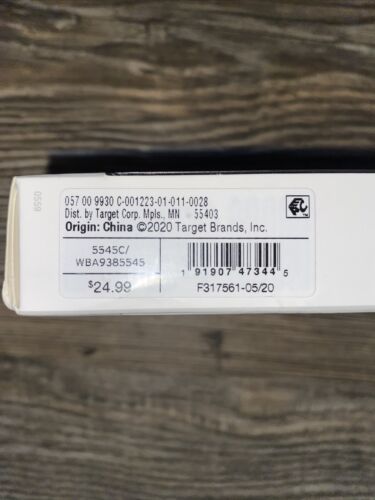 0559
057 00 9930 C-001223-01-011-0028
Dist. by Target Corp. Mpls., MN 55403
Origin: China ©2020 Target Brands, Inc.
5545C/
WBA9385545
$24.99
1 91907 47344 5
F317561-05/20